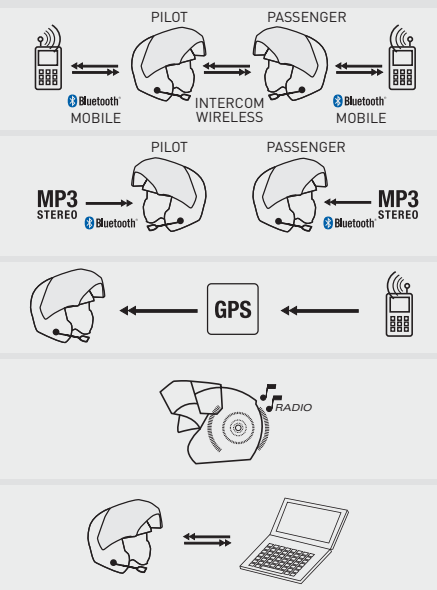 PILOT PASSENGER
Bluetooth® INTERCOM Bluetooth®
MOBILE WIRELESS MOBILE
PILOT PASSENGER
MP3 MP3
STEREO STEREO
Bluetooth® Bluetooth®
GPS
RADIO